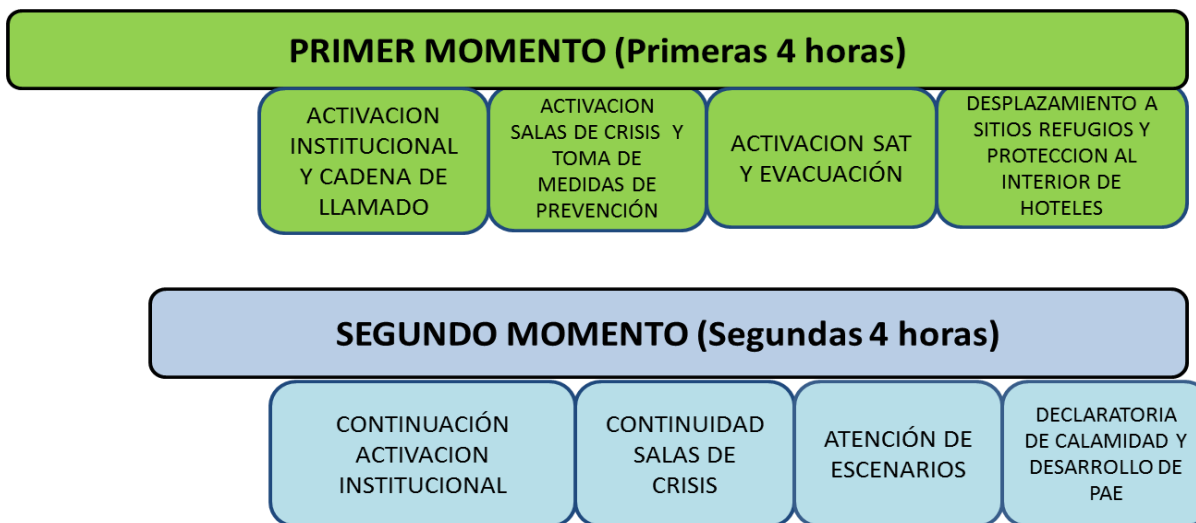 PRIMER MOMENTO (Primeras 4 horas)
ACTIVACION
INSTITUCIONAL
Y CADENA DE
LLAMADO
ACTIVACION
SALAS DE CRISIS Y
TOMA DE
MEDIDAS DE
PREVENCIÓN
ACTIVACION SAT
Y EVACUACIÓN
DESPLAZAMIENTO A
SITIOS REFUGIOS Y
PROTECCION AL
INTERIOR DE
HOTELES
SEGUNDO MOMENTO (Segundas 4 horas)
CONTINUACIÓN
ACTIVACION
INSTITUCIONAL
CONTINUIDAD
SALAS DE
CRISIS
ATENCIÓN DE
ESCENARIOS
DECLARATORIA
DE CALAMIDAD Y
DESARROLLO DE
PAE